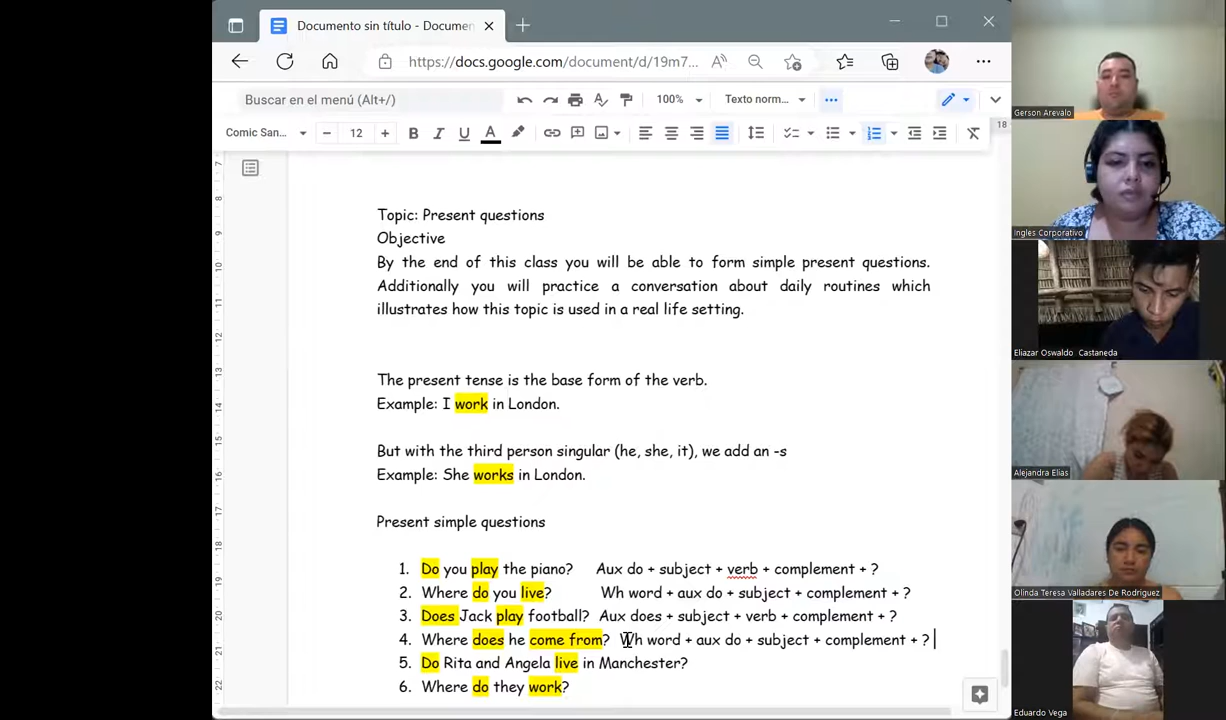 Documento sin título - Documen
https://docs.google.com/document/d/19m7...
Buscar en el menú (Alt+/)
100%
Texto norm...
Comic San...
12
18
Topic: Present questions
Objective
By the end of this class you will be able to form simple present questions.
Additionally you will practice a conversation about daily routines which
illustrates how this topic is used in a real life setting.
The present tense is the base form of the verb.
Example: I work in London.
But with the third person singular (he, she, it), we add an -s
Example: She works in London.
Present simple questions
1. Do you play the piano? Aux do + subject + verb + complement + ?
2. Where do you live? Wh word + aux do + subject + complement + ?
3. Does Jack play football? Aux does + subject + verb + complement + ?
4. Where does he come from? Wh word + aux do + subject + complement + ?
5. Do Rita and Angela live in Manchester?
6. Where do they work?
Gerson Arevalo
Ingles Corporativo
Eliazar Oswaldo Castaneda
Alejandra Elias
Olinda Teresa Valladares De Rodriguez
Eduardo Vega